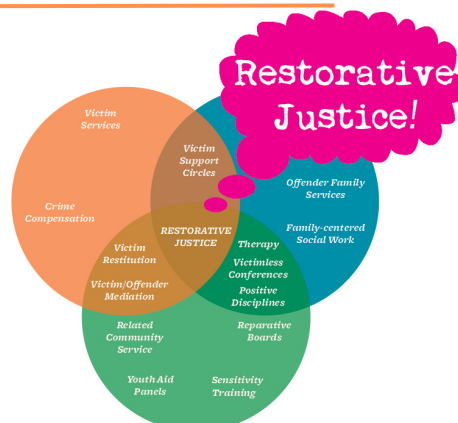 Restorative
Justice!
Victim
Services
Victim
Support
Circles
Offender Family
Services
Crime
Compensation
Family-centered
Social Work
RESTORATIVE
JUSTICE
Victim
Restitution
Therapy
Victimless
Conferences
Victim/Offender
Mediation
Positive
Disciplines
Related
Community
Service
Reparative
Boards
Youth Aid
Panels
Sensitivity
Training